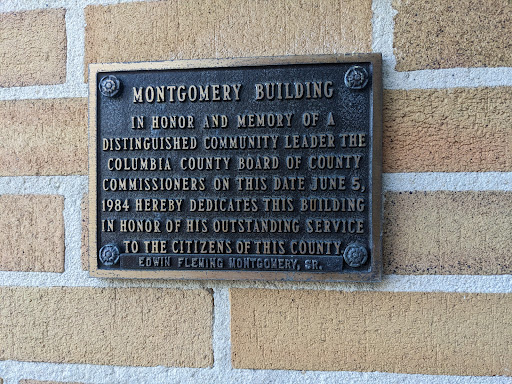 MONTGOMERY BUILDING
IN HONOR AND MEMORY OF A
DISTINGUISHED COMMUNITY LEADER THE
COLUMBIA COUNTY BOARD OF COUNTY
COMMISSIONERS ON THIS DATE JUNE 5,
1984 HEREBY DEDICATES THIS BUILDING
IN HONOR OF HIS OUTSTANDING SERVICE
TO THE CITIZENS OF THIS COUNTY
EDWIN FLEMING MONTGOMERY, SR.